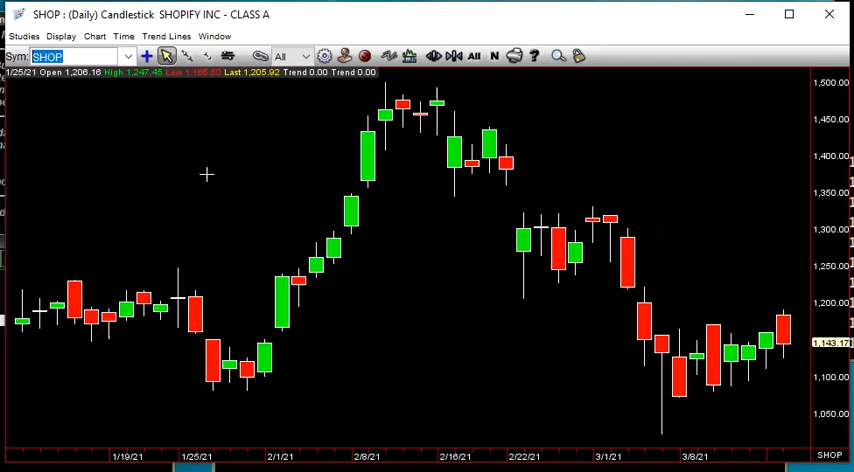 SHOP : (Daily) Candlestick SHOPIFY INC - CLASS A
Studies Display Chart Time Trend Lines Window
Sym: SHOP All All N ?
1/25/21 Open 1,206.16 High 1,247.45 Low 1,165.50 Last 1,205.92 Trend 0.00 Trend 0.00
1,500.00
1,450.00
1,400.00
1,350.00
1,300.00
1,250.00
1,200.00
1,143.17
1,100.00
1,050.00
1/19/21 1/25/21 2/1/21 2/8/21 2/16/21 2/22/21 3/1/21 3/8/21 SHOP